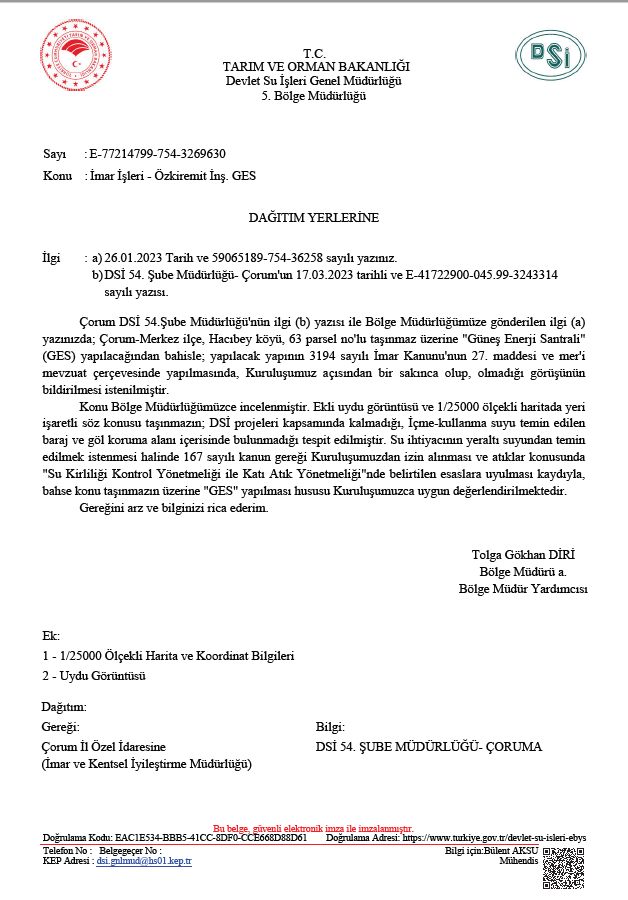 T.C.
TARIM VE ORMAN BAKANLIĞI
Devlet Su İşleri Genel Müdürlüğü
5. Bölge Müdürlüğü
DSİ
Sayı : E-77214799-754-3269630
Konu : İmar İşleri - Özkiremit İnş. GES
DAĞITIM YERLERİNE
İlgi : a) 26.01.2023 Tarih ve 59065189-754-36258 sayılı yazınız.
b) DSİ 54. Şube Müdürlüğü- Çorum'un 17.03.2023 tarihli ve E-41722900-045.99-3243314
sayılı yazısı.
Çorum DSİ 54.Şube Müdürlüğü'nün ilgi (b) yazısı ile Bölge Müdürlüğümüze gönderilen ilgi (a)
yazınızda; Çorum-Merkez ilçe, Hacıbey köyü, 63 parsel no'lu taşınmaz üzerine "Güneş Enerji Santrali"
(GES) yapılacağından bahisle; yapılacak yapının 3194 sayılı İmar Kanunu'nun 27. maddesi ve mer'i
mevzuat çerçevesinde yapılmasında, Kuruluşumuz açısından bir sakınca olup, olmadığı görüşünün
bildirilmesi istenilmiştir.
Konu Bölge Müdürlüğümüzce incelenmiştir. Ekli uydu görüntüsü ve 1/25000 ölçekli haritada yeri
işaretli söz konusu taşınmazın; DSİ projeleri kapsamında kalmadığı, İçme-kullanma suyu temin edilen
baraj ve göl koruma alanı içerisinde bulunmadığı tespit edilmiştir. Su ihtiyacının yeraltı suyundan temin
edilmek istenmesi halinde 167 sayılı kanun gereği Kuruluşumuzdan izin alınması ve atıklar konusunda
"Su Kirliliği Kontrol Yönetmeliği ile Katı Atık Yönetmeliği"nde belirtilen esaslara uyulması kaydıyla,
bahse konu taşınmazın üzerine "GES" yapılması hususu Kuruluşumuzca uygun değerlendirilmektedir.
Gereğini arz ve bilginizi rica ederim.
Tolga Gökhan DİRİ
Bölge Müdürü a.
Bölge Müdür Yardımcısı
Ek:
1 - 1/25000 Ölçekli Harita ve Koordinat Bilgileri
2 - Uydu Görüntüsü
Dağıtım:
Gereği: Bilgi:
Çorum İl Özel İdaresine DSİ 54. ŞUBE MÜDÜRLÜĞÜ- ÇORUMA
(İmar ve Kentsel İyileştirme Müdürlüğü)
Bu belge, güvenli elektronik imza ile imzalanmıştır.
Doğrulama Kodu: EAC1E534-BBB5-41CC-8DF0-CCE668D88D61 Doğrulama Adresi: https://www.turkiye.gov.tr/devlet-su-isleri-ebys
Telefon No : Belgegeçer No : Bilgi için:Bülent AKSU
KEP Adresi : dsi.gnlmud@hs01.kep.tr Mühendis